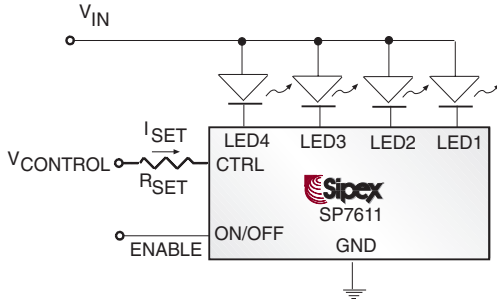 VIN
LED4 LED3 LED2 LED1
ISET
VCONTROL CTRL
RSET
Sipex
SP7611
ON/OFF
ENABLE GND